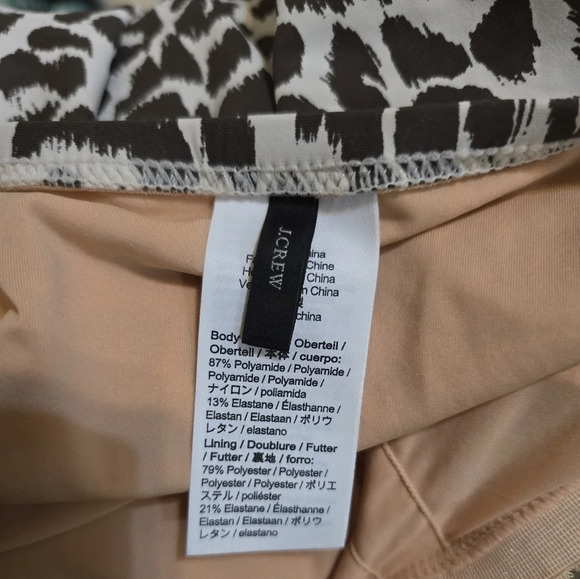 J.CREW
ina
Chine
China
China
china
Body Oberteil /
Oberteil / 本体 / cuerpo:
87% Polyamide / Polyamide /
Polyamide / Polyamide /
ナイロン / poliamida
13% Elastane / Élasthanne /
Elastan / Elastaan / ポリウ
レタン / elastano
Lining / Doublure / Futter
/ Futter / 裏地 / forro:
79% Polyester / Polyester /
Polyester / Polyester / ポリエ
ステル / poliéster
21% Elastane / Élasthanne /
Elastan / Elastaan / ポリウ
レタン / elastano